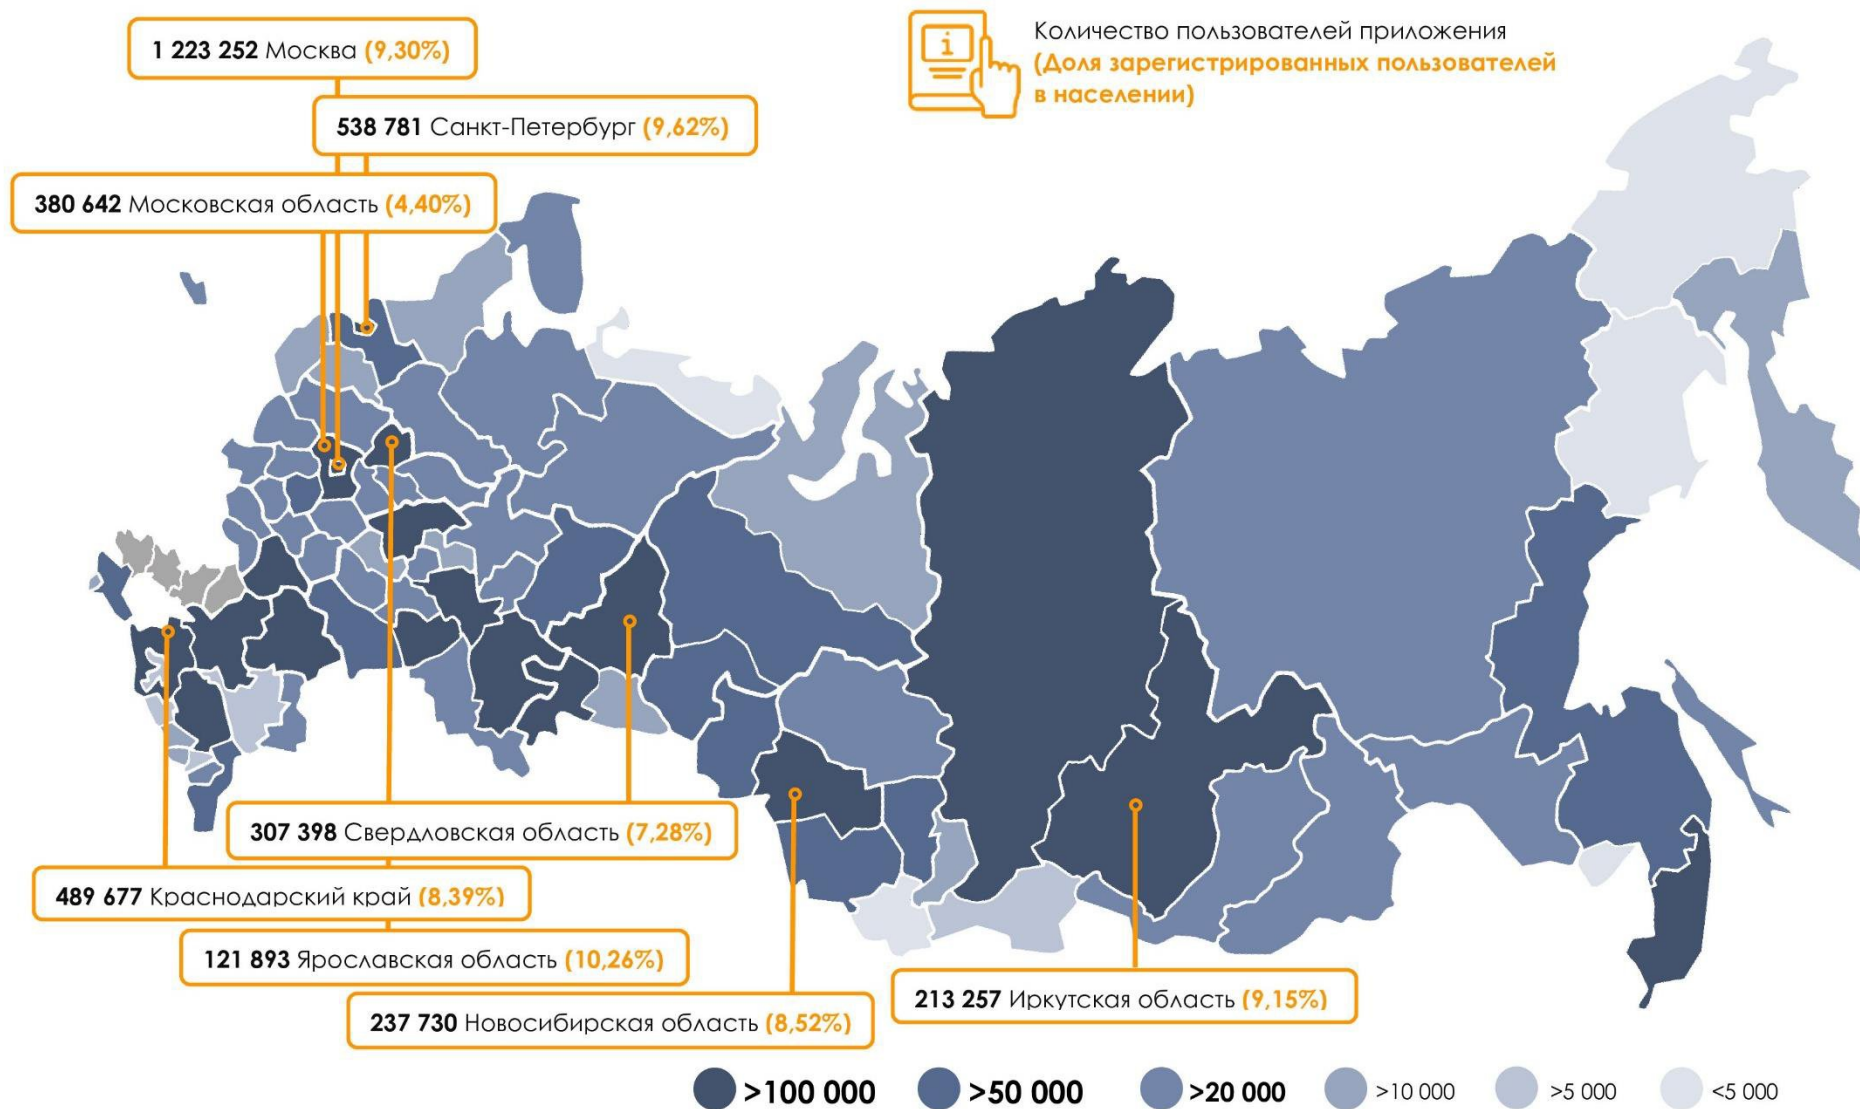 1 223 252 Москва (9,30%)
Количество пользователей приложения
(Доля зарегистрированных пользователей
в населении)
538 781 Санкт-Петербург (9,62%)
380 642 Московская область (4,40%)
307 398 Свердловская область (7,28%)
489 677 Краснодарский край (8,39%)
121 893 Ярославская область (10,26%)
237 730 Новосибирская область (8,52%)
213 257 Иркутская область (9,15%)
>100 000 >50 000 >20 000 >10 000 >5 000 <5 000